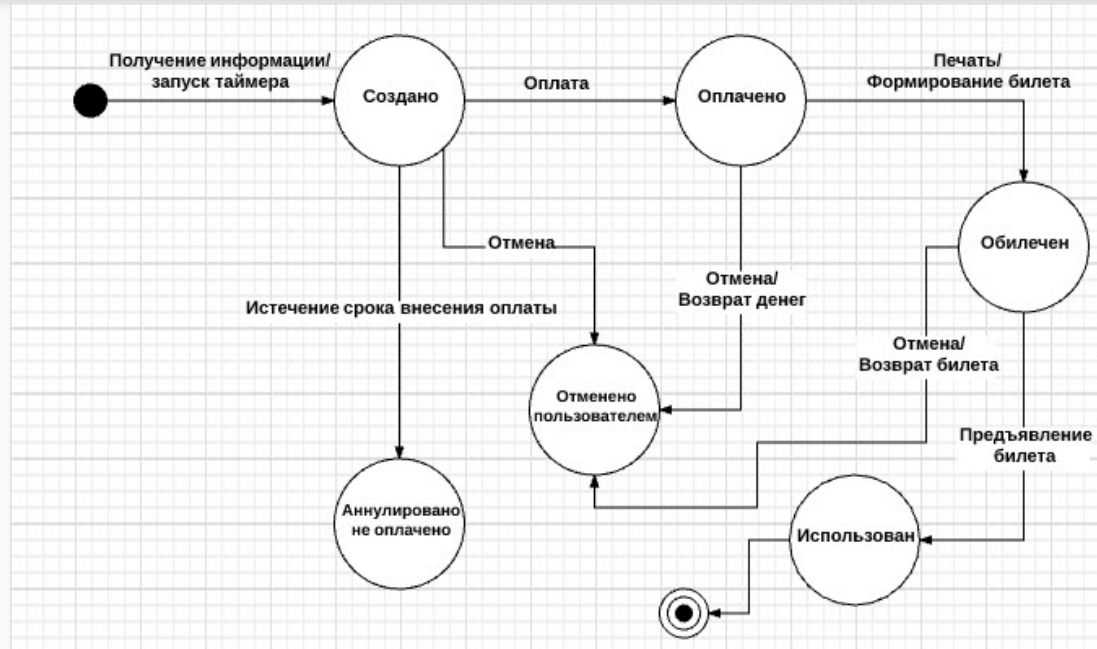 Получение информации/
запуск таймера
Создано
Оплата
Оплачено
Печать/
Формирование билета
Обилечен
Отмена
Отмена/
Возврат денег
Истечение срока внесения оплаты
Отмена/
Возврат билета
Отменено
пользователем
Предъявление
билета
Аннулировано
не оплачено
Использован